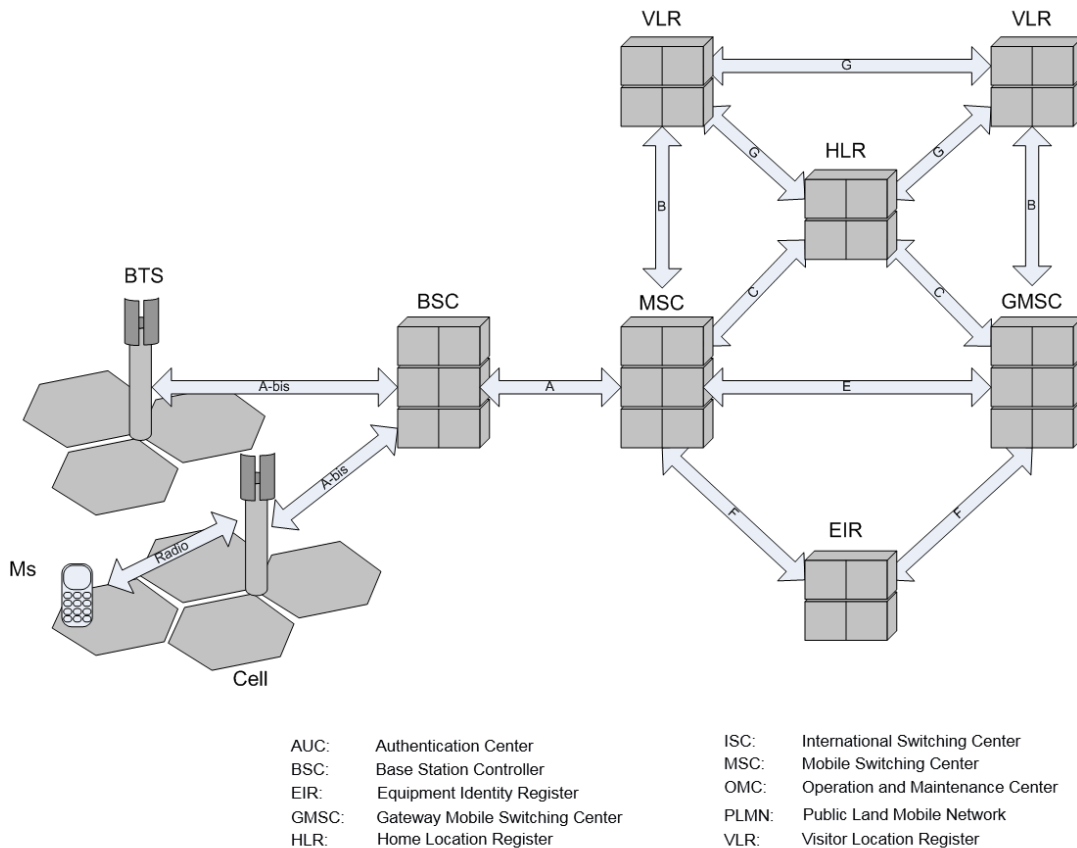 VLR
VLR
G
G
HLR
G
B
B
BTS
BSC
MSC
C
C
GMSC
A-bis
A
E
A-bis
F
F
EIR
Radio
Ms
Cell
AUC: Authentication Center
BSC: Base Station Controller
EIR: Equipment Identity Register
GMSC: Gateway Mobile Switching Center
HLR: Home Location Register
ISC: International Switching Center
MSC: Mobile Switching Center
OMC: Operation and Maintenance Center
PLMN: Public Land Mobile Network
VLR: Visitor Location Register